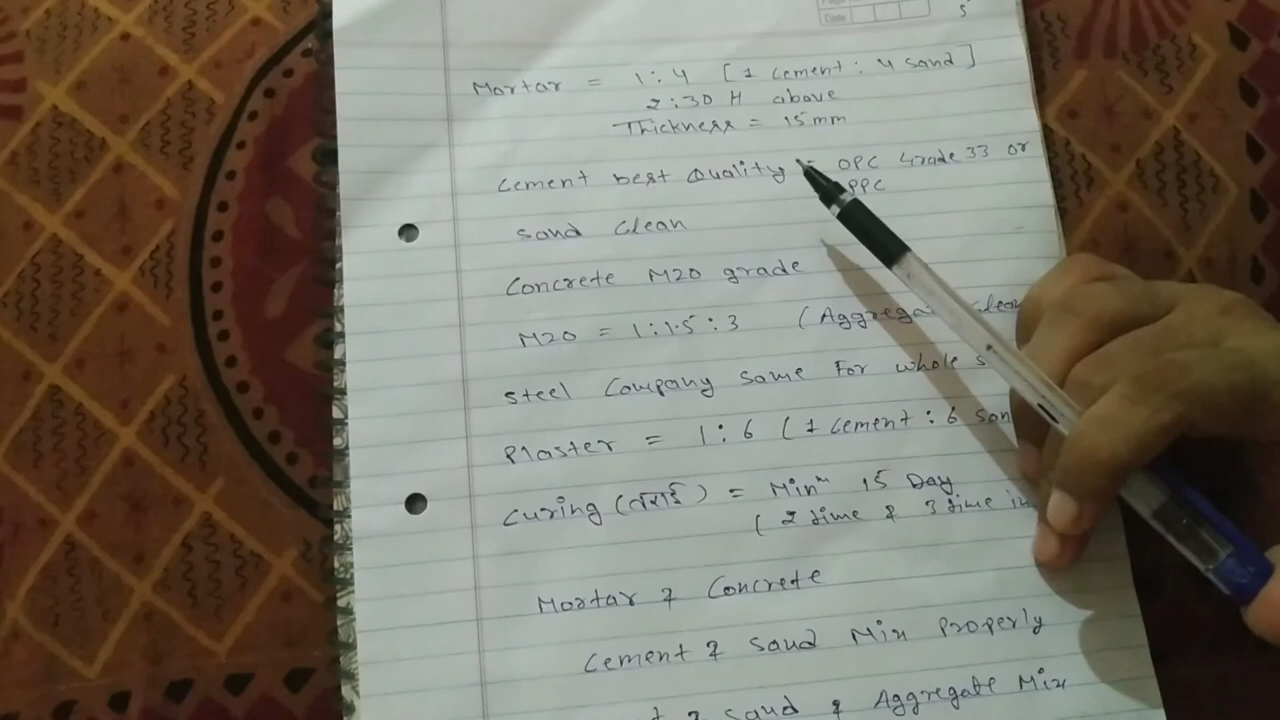 Date
5
Mortar = 1:4 [1 cement : 4 sand]
2:30 H above
Thickness = 15mm
Cement best Quality - OPC Grade 33 or
PPC
Sand Clean
Concrete M20 grade
M20 = 1:1.5:3 (Aggrega
Steel Company same For whole s
Plaster = 1:6 (1 cement : 6 san
Curing (तराई) = Minm 15 Day
( 2 time & 3 time in
Mortar & Concrete
Cement & sand Mix Properly
& sand & Aggregate Mix